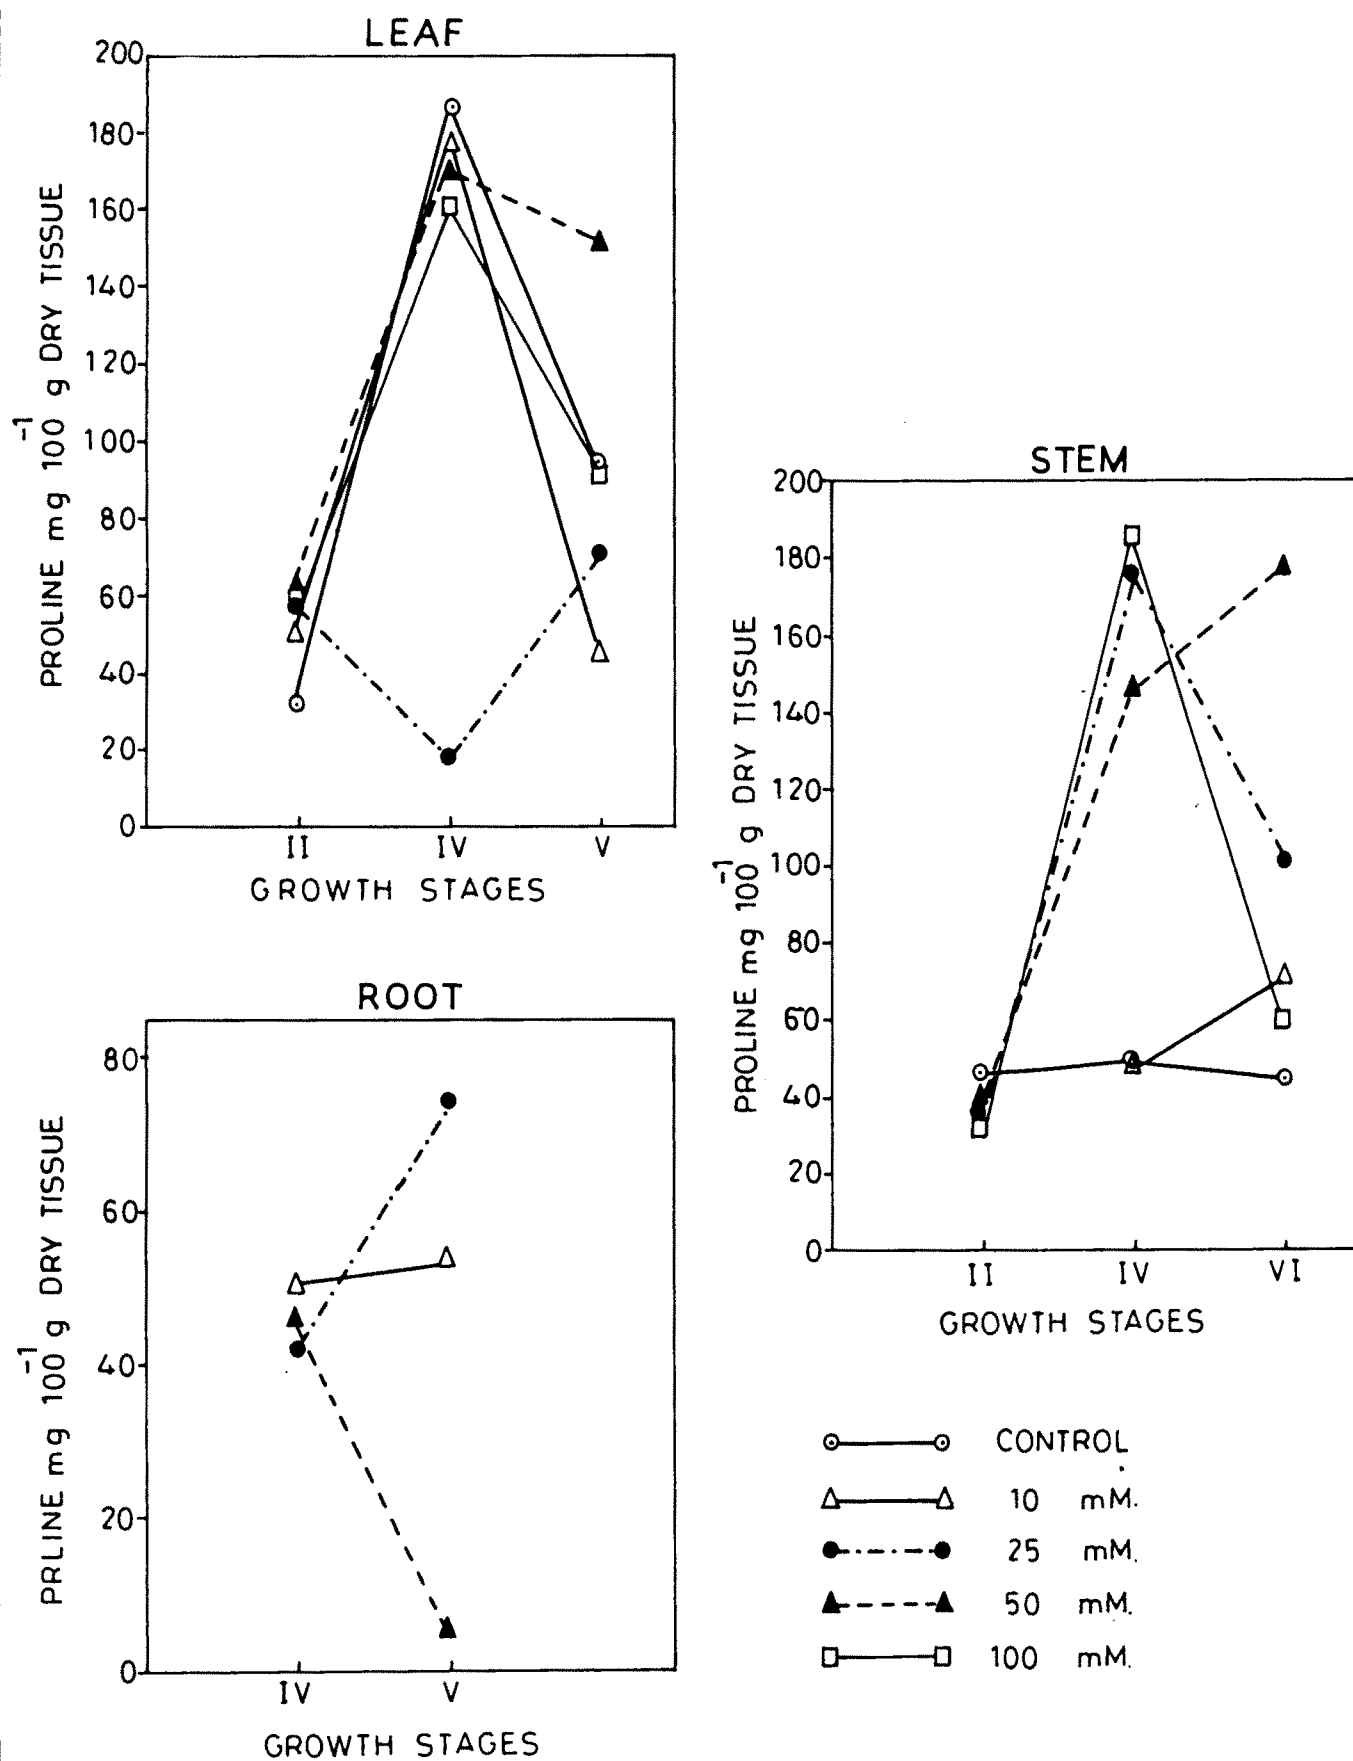 LEAF
200
180
160
140
120
100
80
60
40
20
0
PROLINE mg 100⁻¹ g DRY TISSUE
II IV V
GROWTH STAGES
STEM
200
180
160
140
120
100
80
60
40
20
0
PROLINE mg 100⁻¹ g DRY TISSUE
II IV VI
GROWTH STAGES
ROOT
80
60
40
20
0
PRLINE mg 100⁻¹ g DRY TISSUE
IV V
GROWTH STAGES
CONTROL
10 mM.
25 mM.
50 mM.
100 mM.